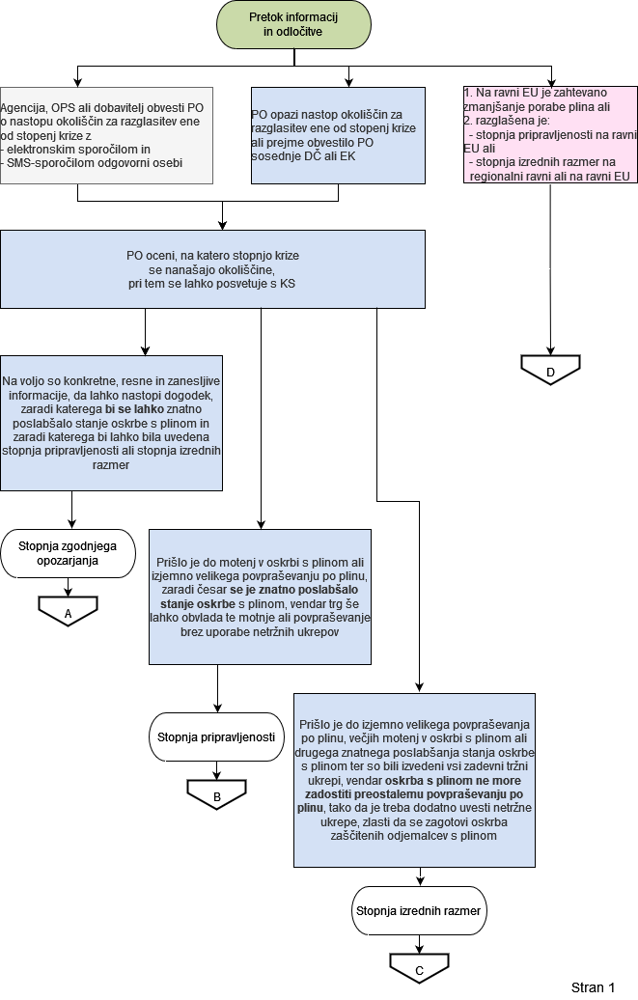 Pretok informacij
in odločitve
Agencija, OPS ali dobavitelj obvesti PO
o nastopu okoliščin za razglasitev ene
od stopenj krize z
- elektronskim sporočilom in
- SMS-sporočilom odgovorni osebi
PO opazi nastop okoliščin za
razglasitev ene od stopenj krize
ali prejme obvestilo PO
sosednje DČ ali EK
1. Na ravni EU je zahtevano
zmanjšanje porabe plina ali
2. razglašena je:
- stopnja pripravljenosti na ravni
EU ali
- stopnja izrednih razmer na
regionalni ravni ali na ravni EU
PO oceni, na katero stopnjo krize
se nanašajo okoliščine,
pri tem se lahko posvetuje s KS
D
Na voljo so konkretne, resne in zanesljive
informacije, da lahko nastopi dogodek,
zaradi katerega bi se lahko znatno
poslabšalo stanje oskrbe s plinom in
zaradi katerega bi lahko bila uvedena
stopnja pripravljenosti ali stopnja izrednih
razmer
Stopnja zgodnjega
opozarjanja
A
Prišlo je do motenj v oskrbi s plinom ali
izjemno velikega povpraševanju po plinu,
zaradi česar se je znatno poslabšalo
stanje oskrbe s plinom, vendar trg še
lahko obvlada te motnje ali povpraševanje
brez uporabe netržnih ukrepov
Stopnja pripravljenosti
B
Prišlo je do izjemno velikega povpraševanja
po plinu, večjih motenj v oskrbi s plinom ali
drugega znatnega poslabšanja stanja oskrbe
s plinom ter so bili izvedeni vsi zadevni tržni
ukrepi, vendar oskrba s plinom ne more
zadostiti preostalemu povpraševanju po
plinu, tako da je treba dodatno uvesti netržne
ukrepe, zlasti da se zagotovi oskrba
zaščitenih odjemalcev s plinom
Stopnja izrednih razmer
C
Stran 1